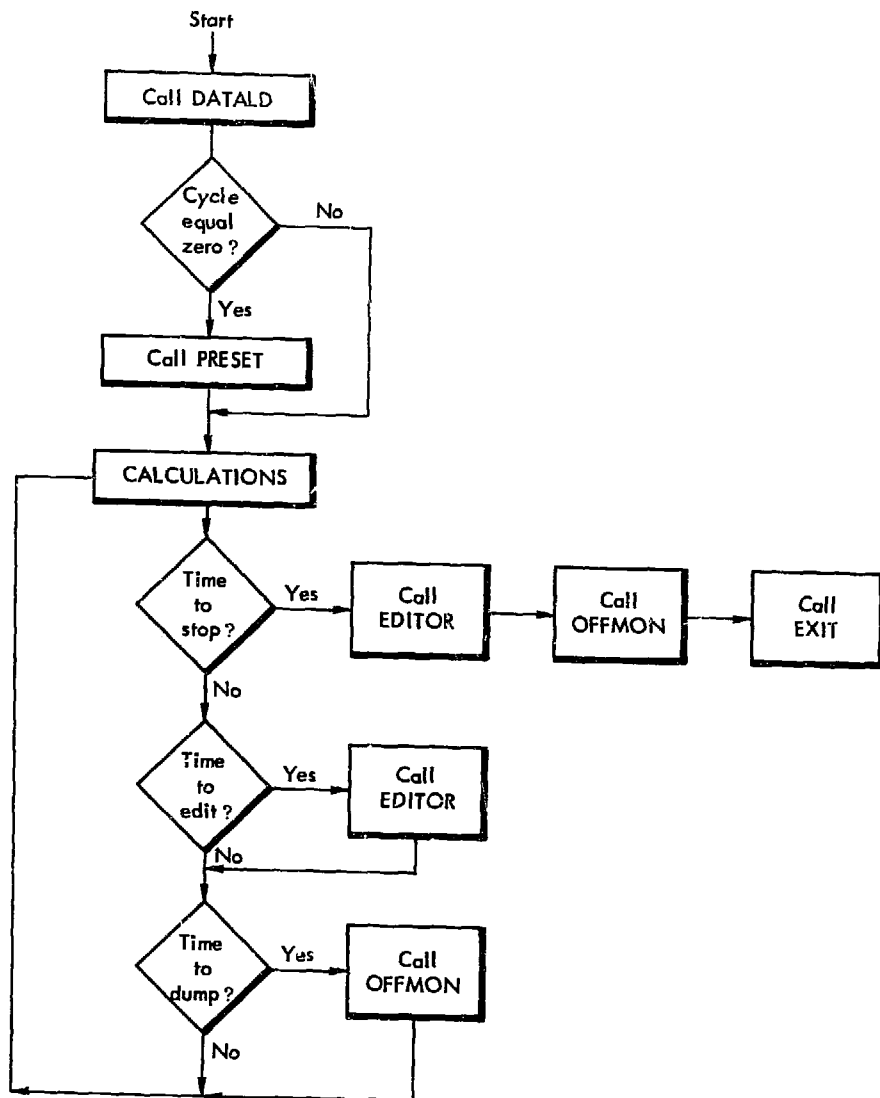 Start
Call DATALD
Cycle
equal
zero?
No
Yes
Call PRESET
CALCULATIONS
Time
to
stop?
Yes
Call
EDITOR
Call
OFFMON
Call
EXIT
No
Time
to
edit?
Yes
Call
EDITOR
No
Time
to
dump?
Yes
Call
OFFMON
No